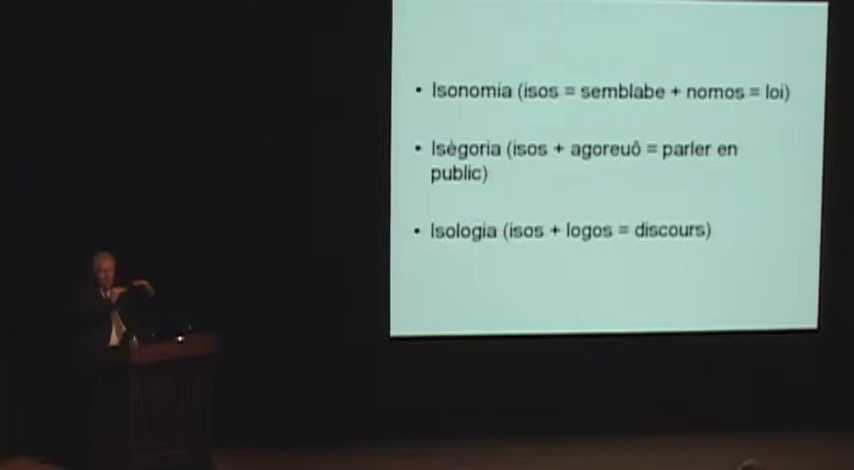 • Isonomia (isos = semblabe + nomos = loi)
• Isègoria (isos + agoreuô = parler en
public)
• Isologia (isos + logos = discours)